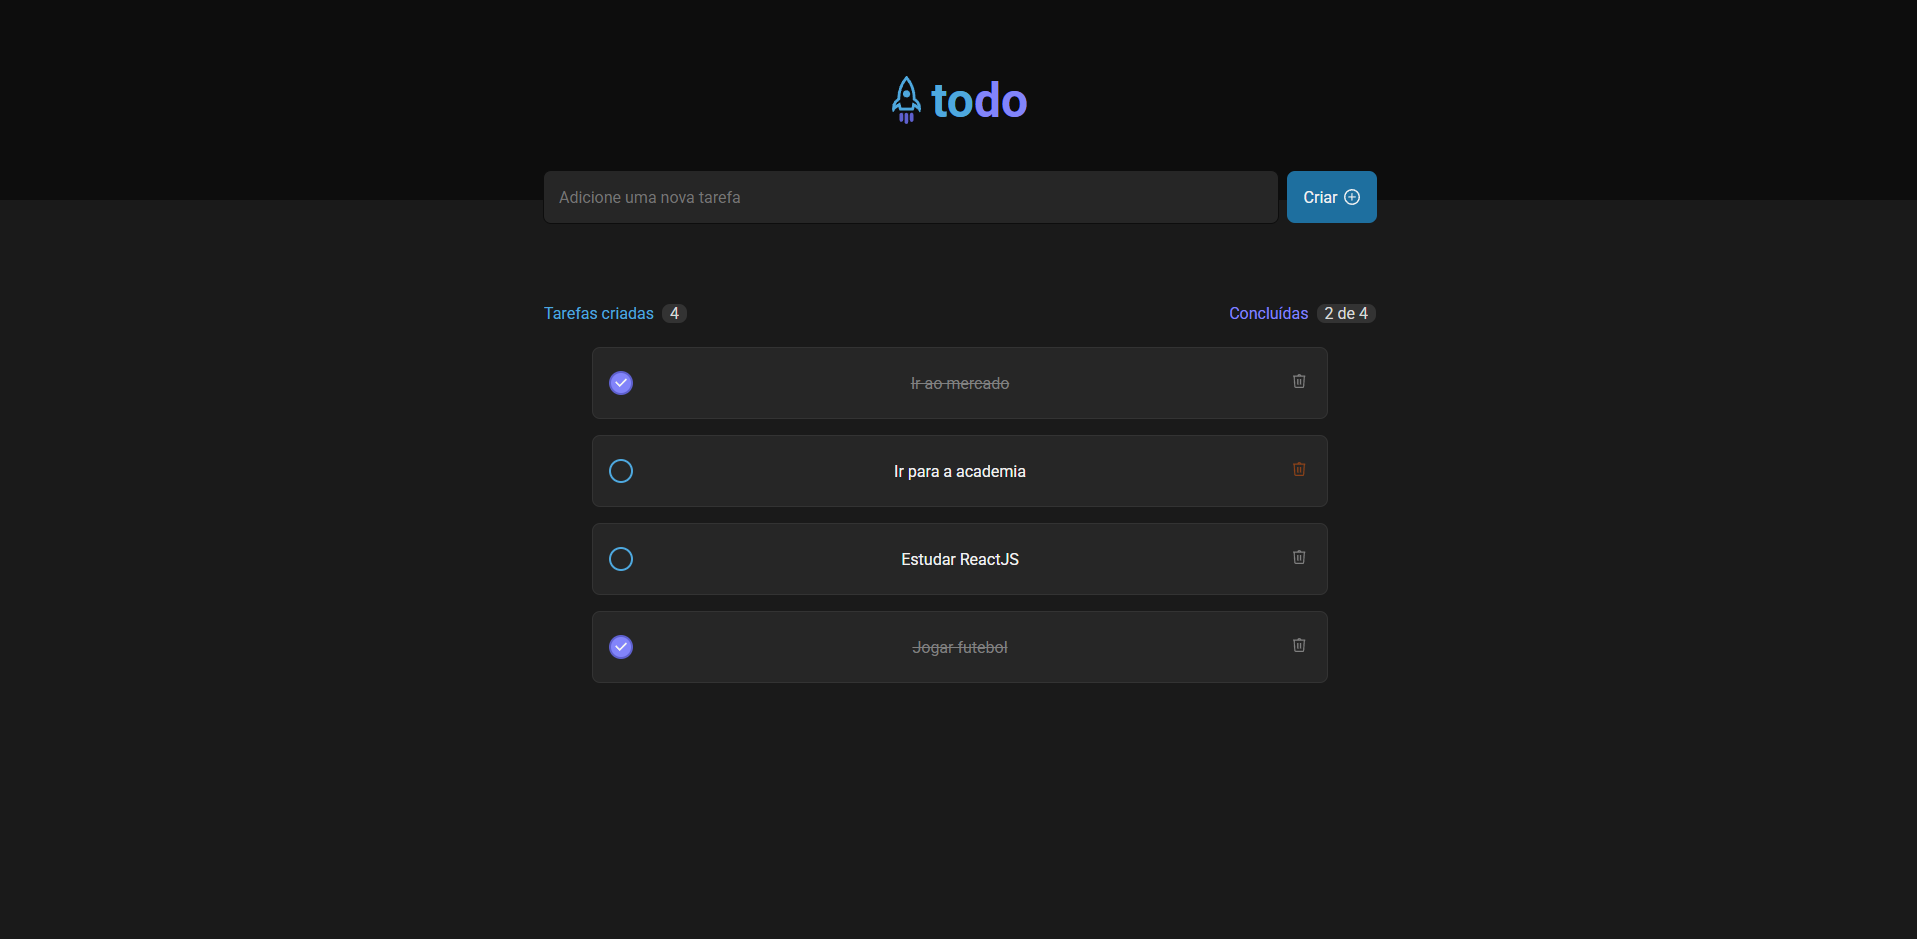 todo
Adicione uma nova tarefa
Criar
Tarefas criadas 4
Concluídas 2 de 4
Ir ao mercado
Ir para a academia
Estudar ReactJS
Jogar futebol